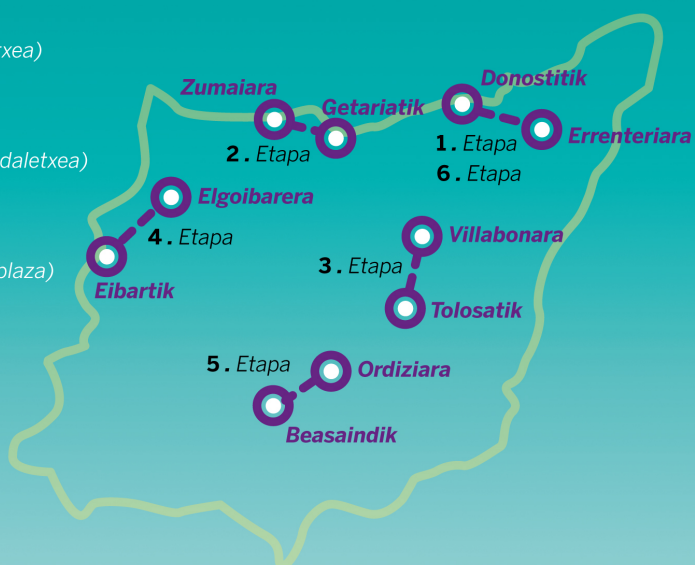 txea)
daletxea)
plaza)
Zumaiara
Getariatik
2. Etapa
Donostitik
Errenteriara
1. Etapa
6. Etapa
Elgoibarera
4. Etapa
Eibartik
Villabonara
3. Etapa
Tolosatik
5. Etapa
Ordiziara
Beasaindik